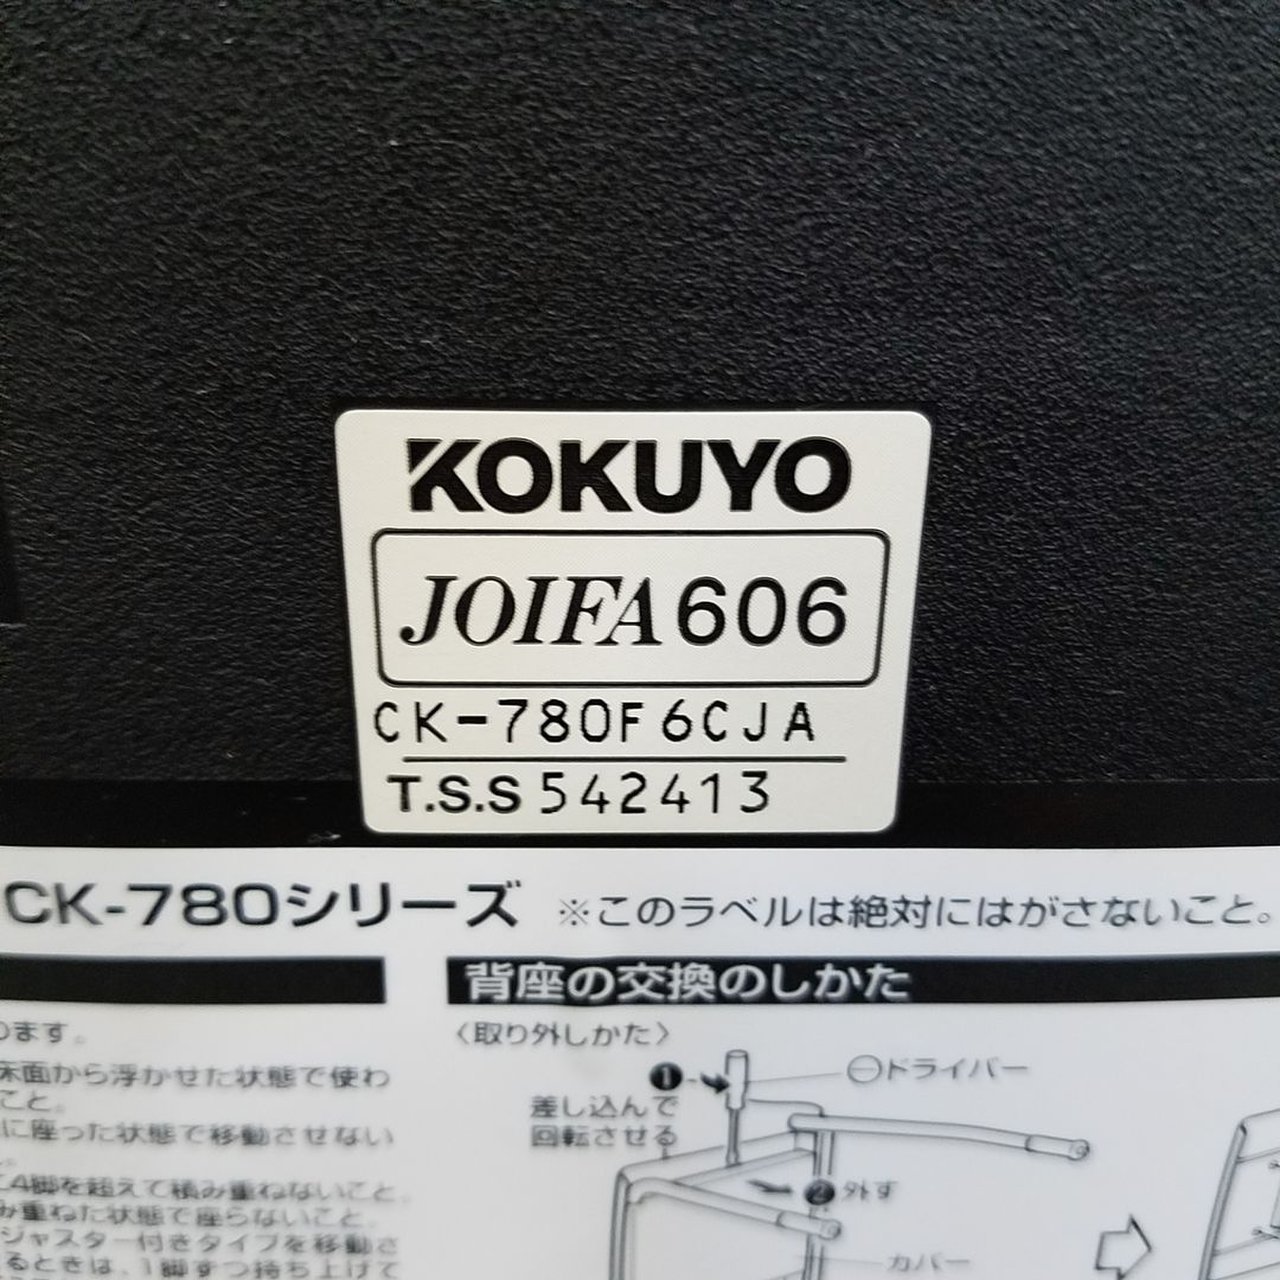 KOKUYO
JOIFA606
CK-780F6CJA
T.S.S 542413
CK-780シリーズ ※このラベルは絶対にはがさないこと。
背座の交換のしかた
ります。
床面から浮かせた状態で使わ
こと。
に座った状態で移動させない
4脚を超えて積み重ねないこと。
み重ねた状態で座らないこと。
ジャスター付きタイプを移動さ
るときは、1脚ずつ持ち上げて
〈取り外しかた〉
❶
差し込んで
回転させる
⊖ドライバー
❷外す
カバー